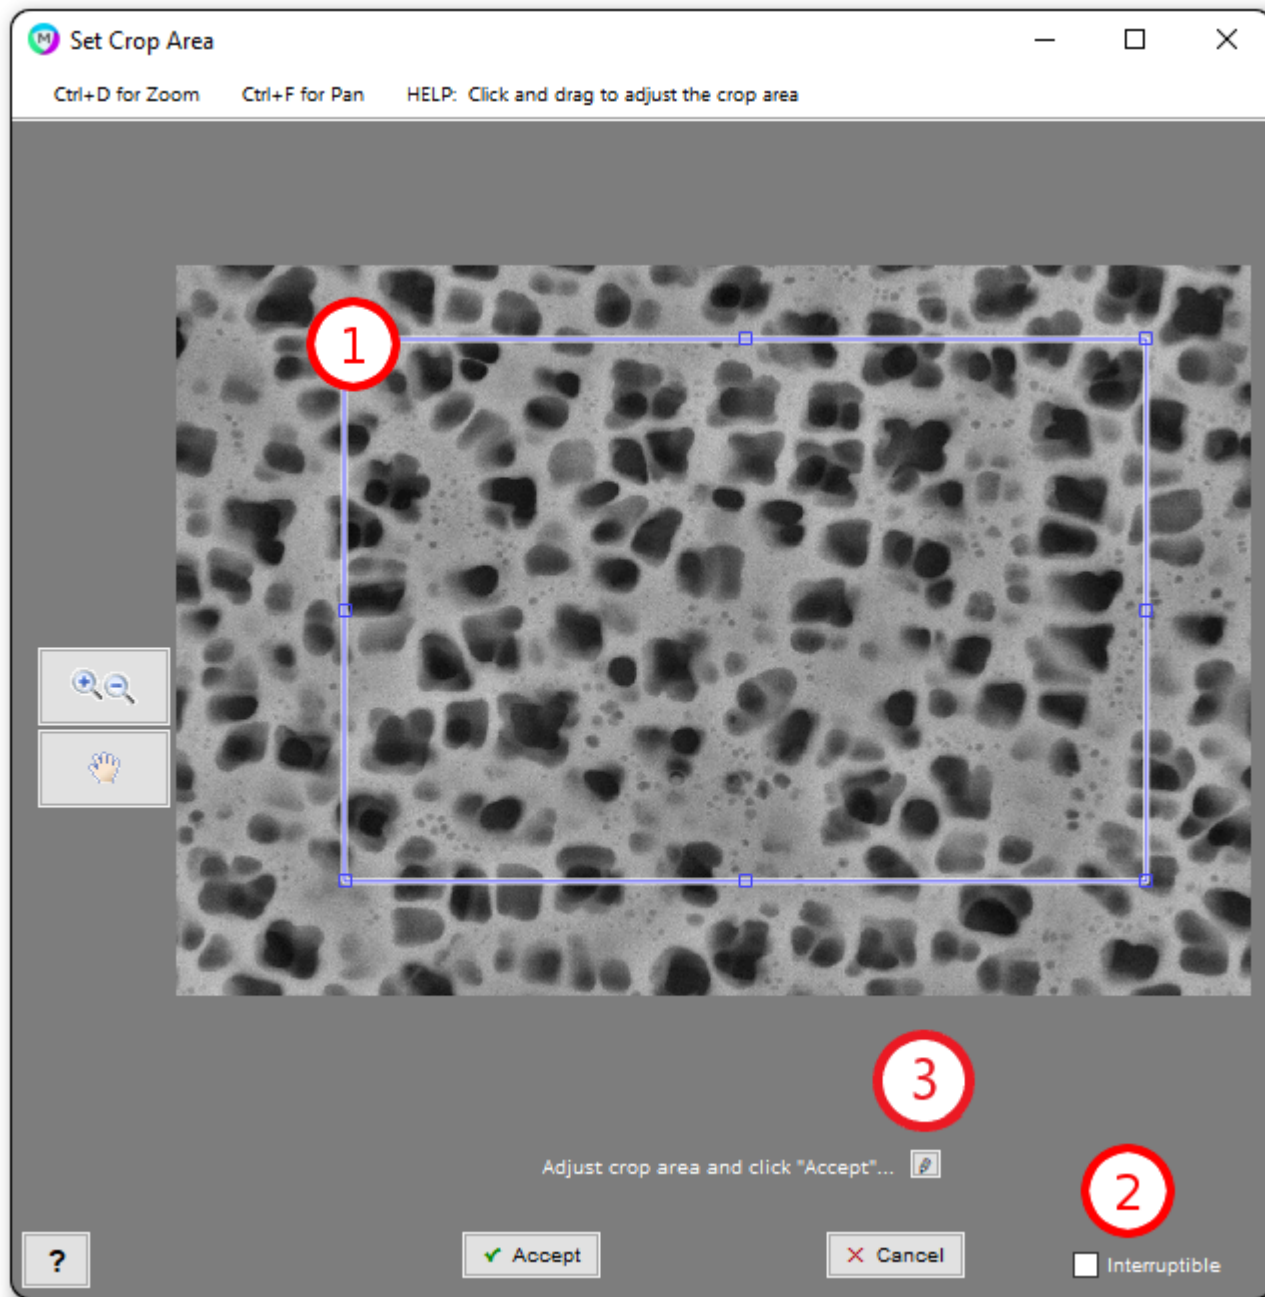 Set Crop Area
Ctrl+D for Zoom Ctrl+F for Pan HELP: Click and drag to adjust the crop area
1
3
Adjust crop area and click "Accept"...
2
? Accept Cancel Interruptible